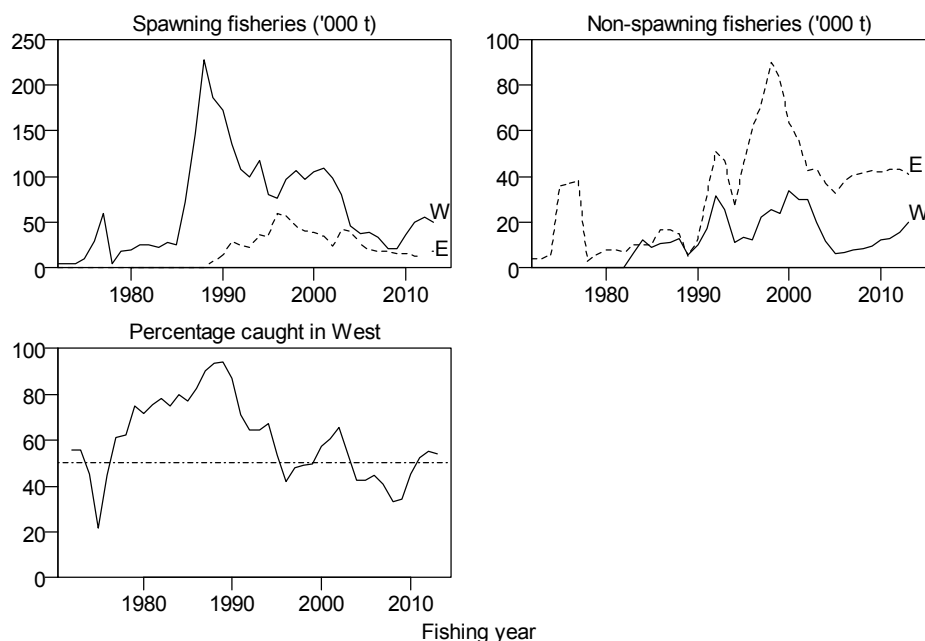 Spawning fisheries ('000 t)
250
200
150
100
50
0
W
E
1980 1990 2000 2010
Non-spawning fisheries ('000 t)
100
80
60
40
20
0
E
W
1980 1990 2000 2010
Percentage caught in West
100
80
60
40
20
0
1980 1990 2000 2010
Fishing year